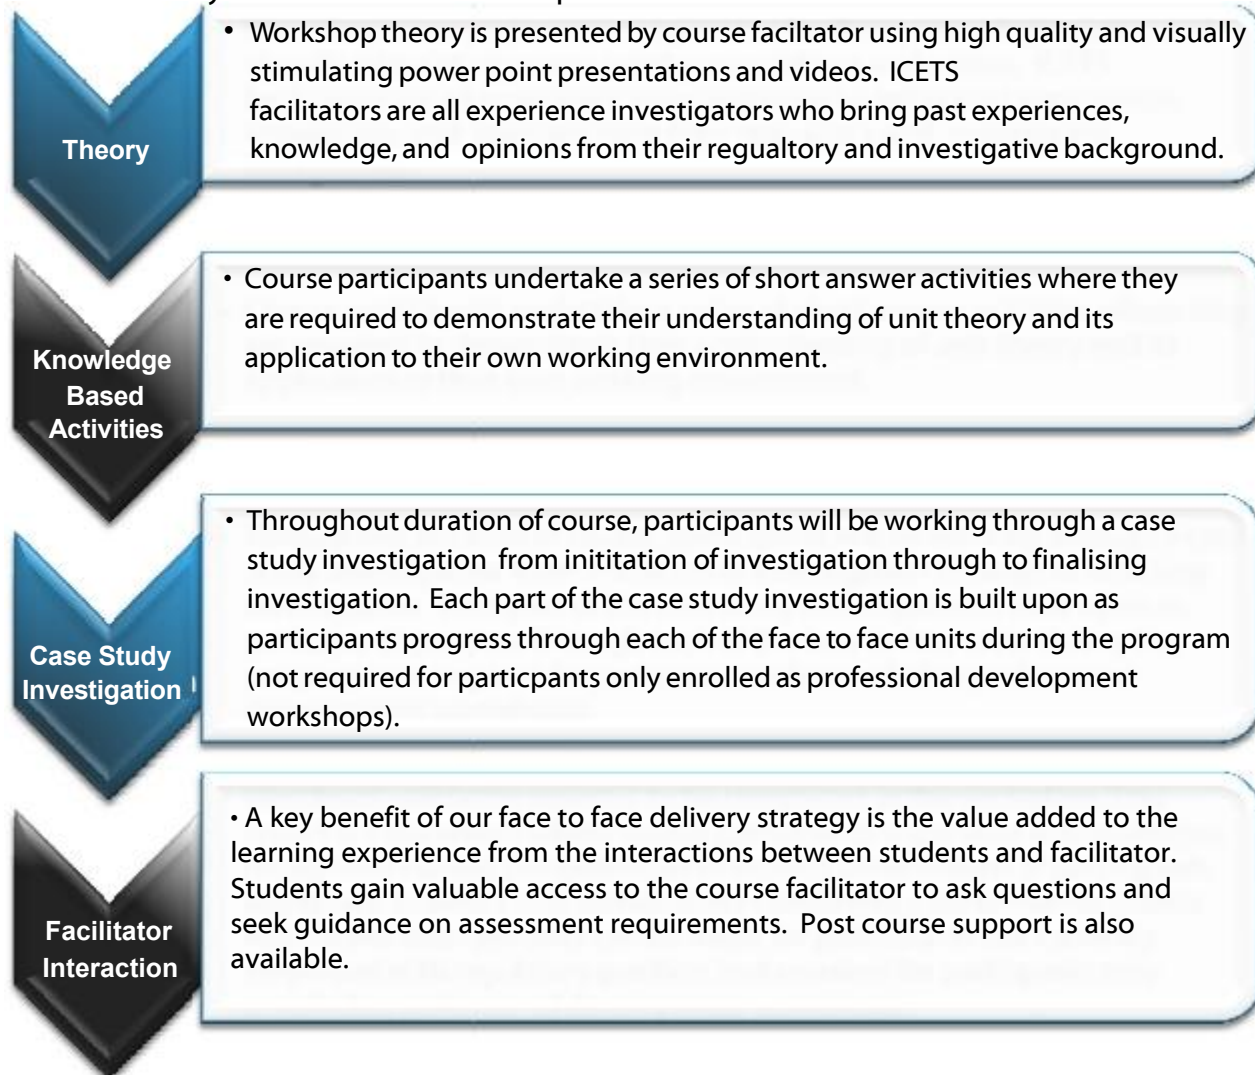 • Workshop theory is presented by course faciltator using high quality and visually
stimulating power point presentations and videos. ICETS
facilitators are all experience investigators who bring past experiences,
knowledge, and opinions from their regualtory and investigative background.
Theory
• Course participants undertake a series of short answer activities where they
are required to demonstrate their understanding of unit theory and its
application to their own working environment.
Knowledge
Based
Activities
• Throughout duration of course, participants will be working through a case
study investigation from inititation of investigation through to finalising
investigation. Each part of the case study investigation is built upon as
participants progress through each of the face to face units during the program
(not required for particpants only enrolled as professional development
workshops).
Case Study
Investigation
• A key benefit of our face to face delivery strategy is the value added to the
learning experience from the interactions between students and facilitator.
Students gain valuable access to the course facilitator to ask questions and
seek guidance on assessment requirements. Post course support is also
available.
Facilitator
Interaction